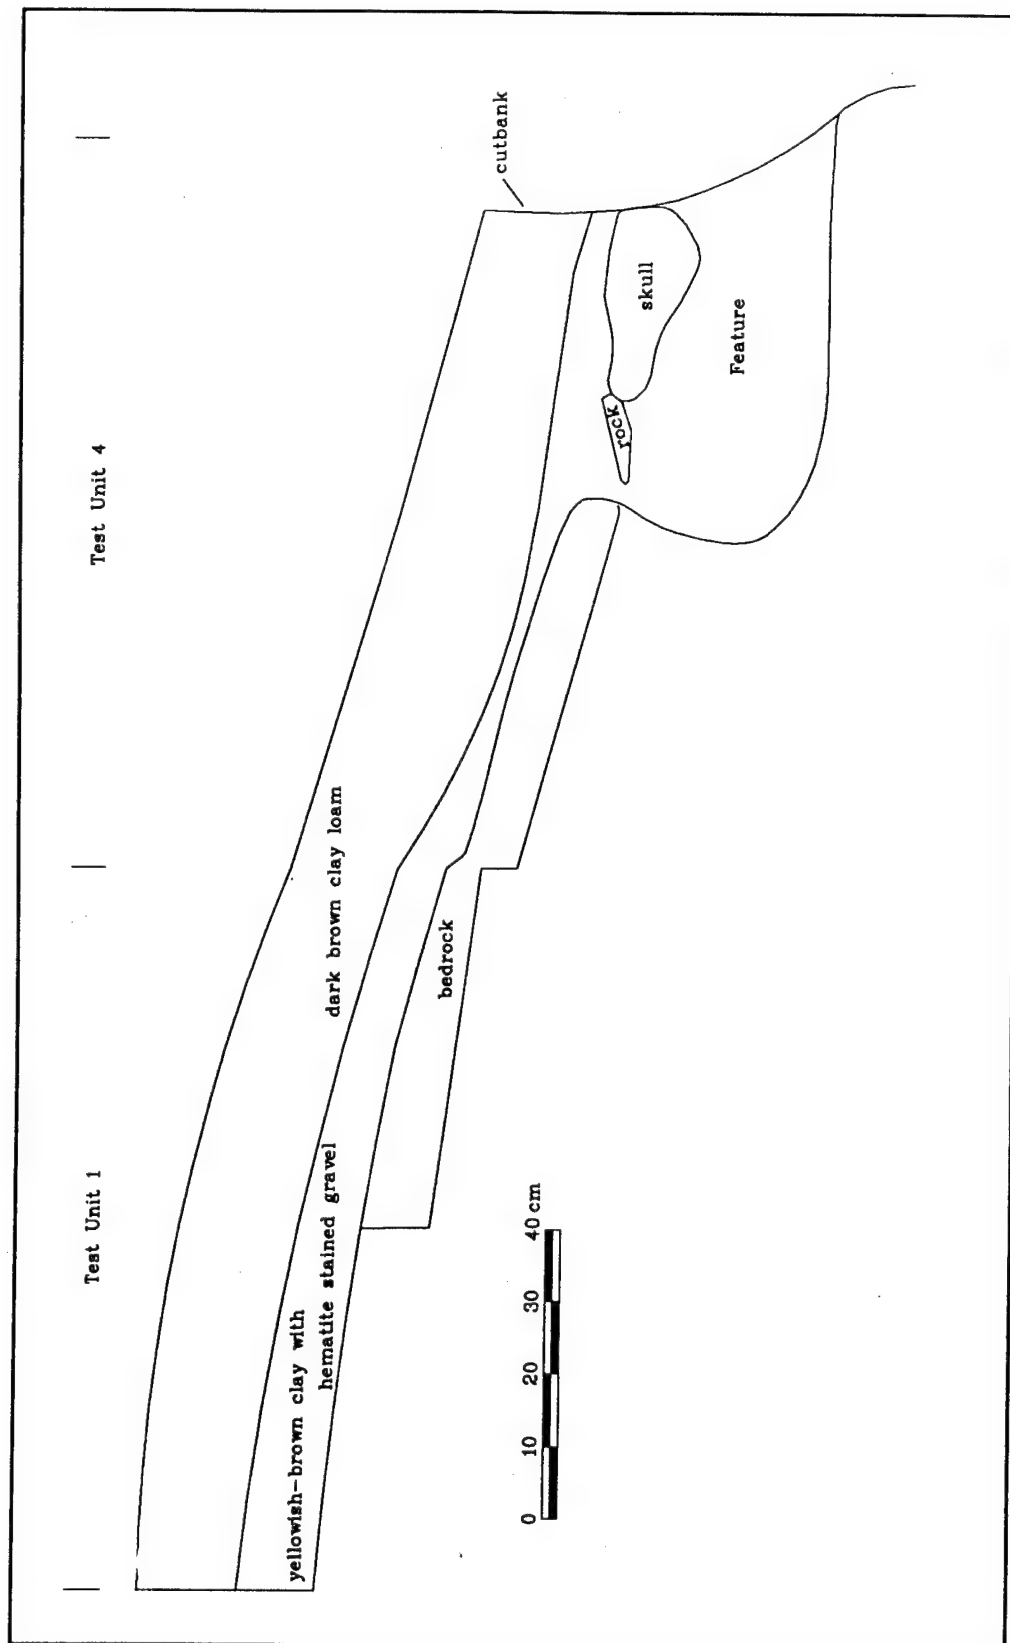 Test Unit 1
Test Unit 4
cutbank
dark brown clay loam
yellowish-brown clay with
hematite stained gravel
bedrock
rock
skull
Feature
0 10 20 30 40 cm